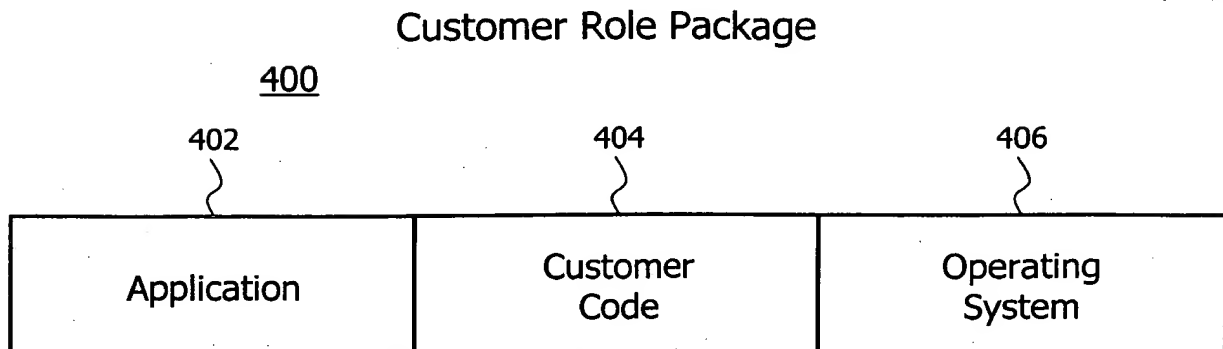 Customer Role Package
400
402 404 406
Application
Customer
Code
Operating
System